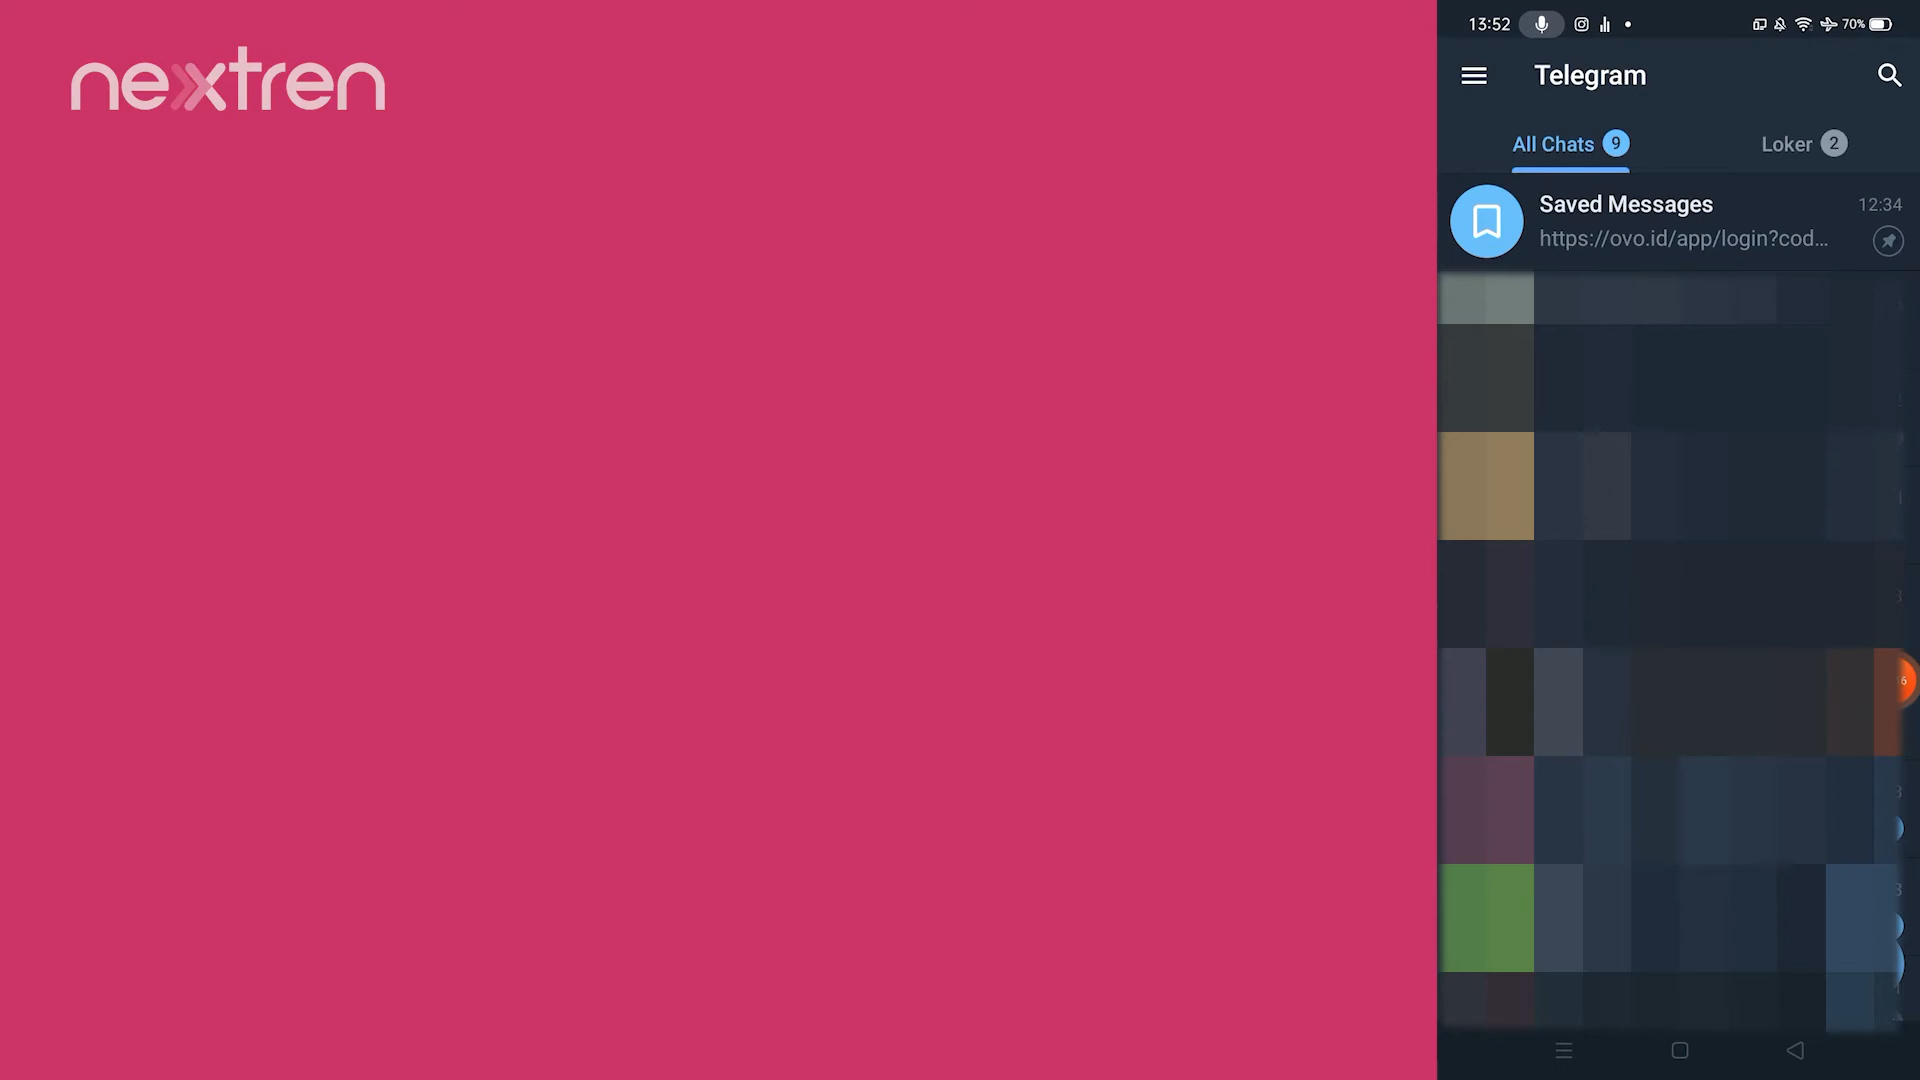 nextren
13:52
70%
Telegram
All Chats 9
Loker 2
Saved Messages
12:34
https://ovo.id/app/login?cod...